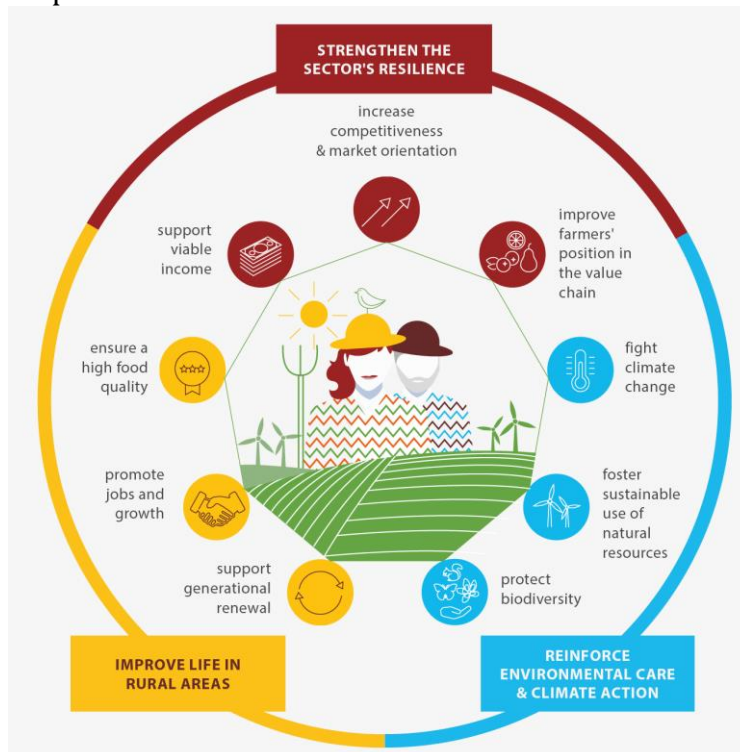 STRENGTHEN THE
SECTOR'S RESILIENCE
increase
competitiveness
& market orientation
support
viable
income
improve
farmers'
position in
the value
chain
ensure a
high food
quality
fight
climate
change
promote
jobs and
growth
foster
sustainable
use of
natural
resources
support
generational
renewal
protect
biodiversity
IMPROVE LIFE IN
RURAL AREAS
REINFORCE
ENVIRONMENTAL CARE
& CLIMATE ACTION